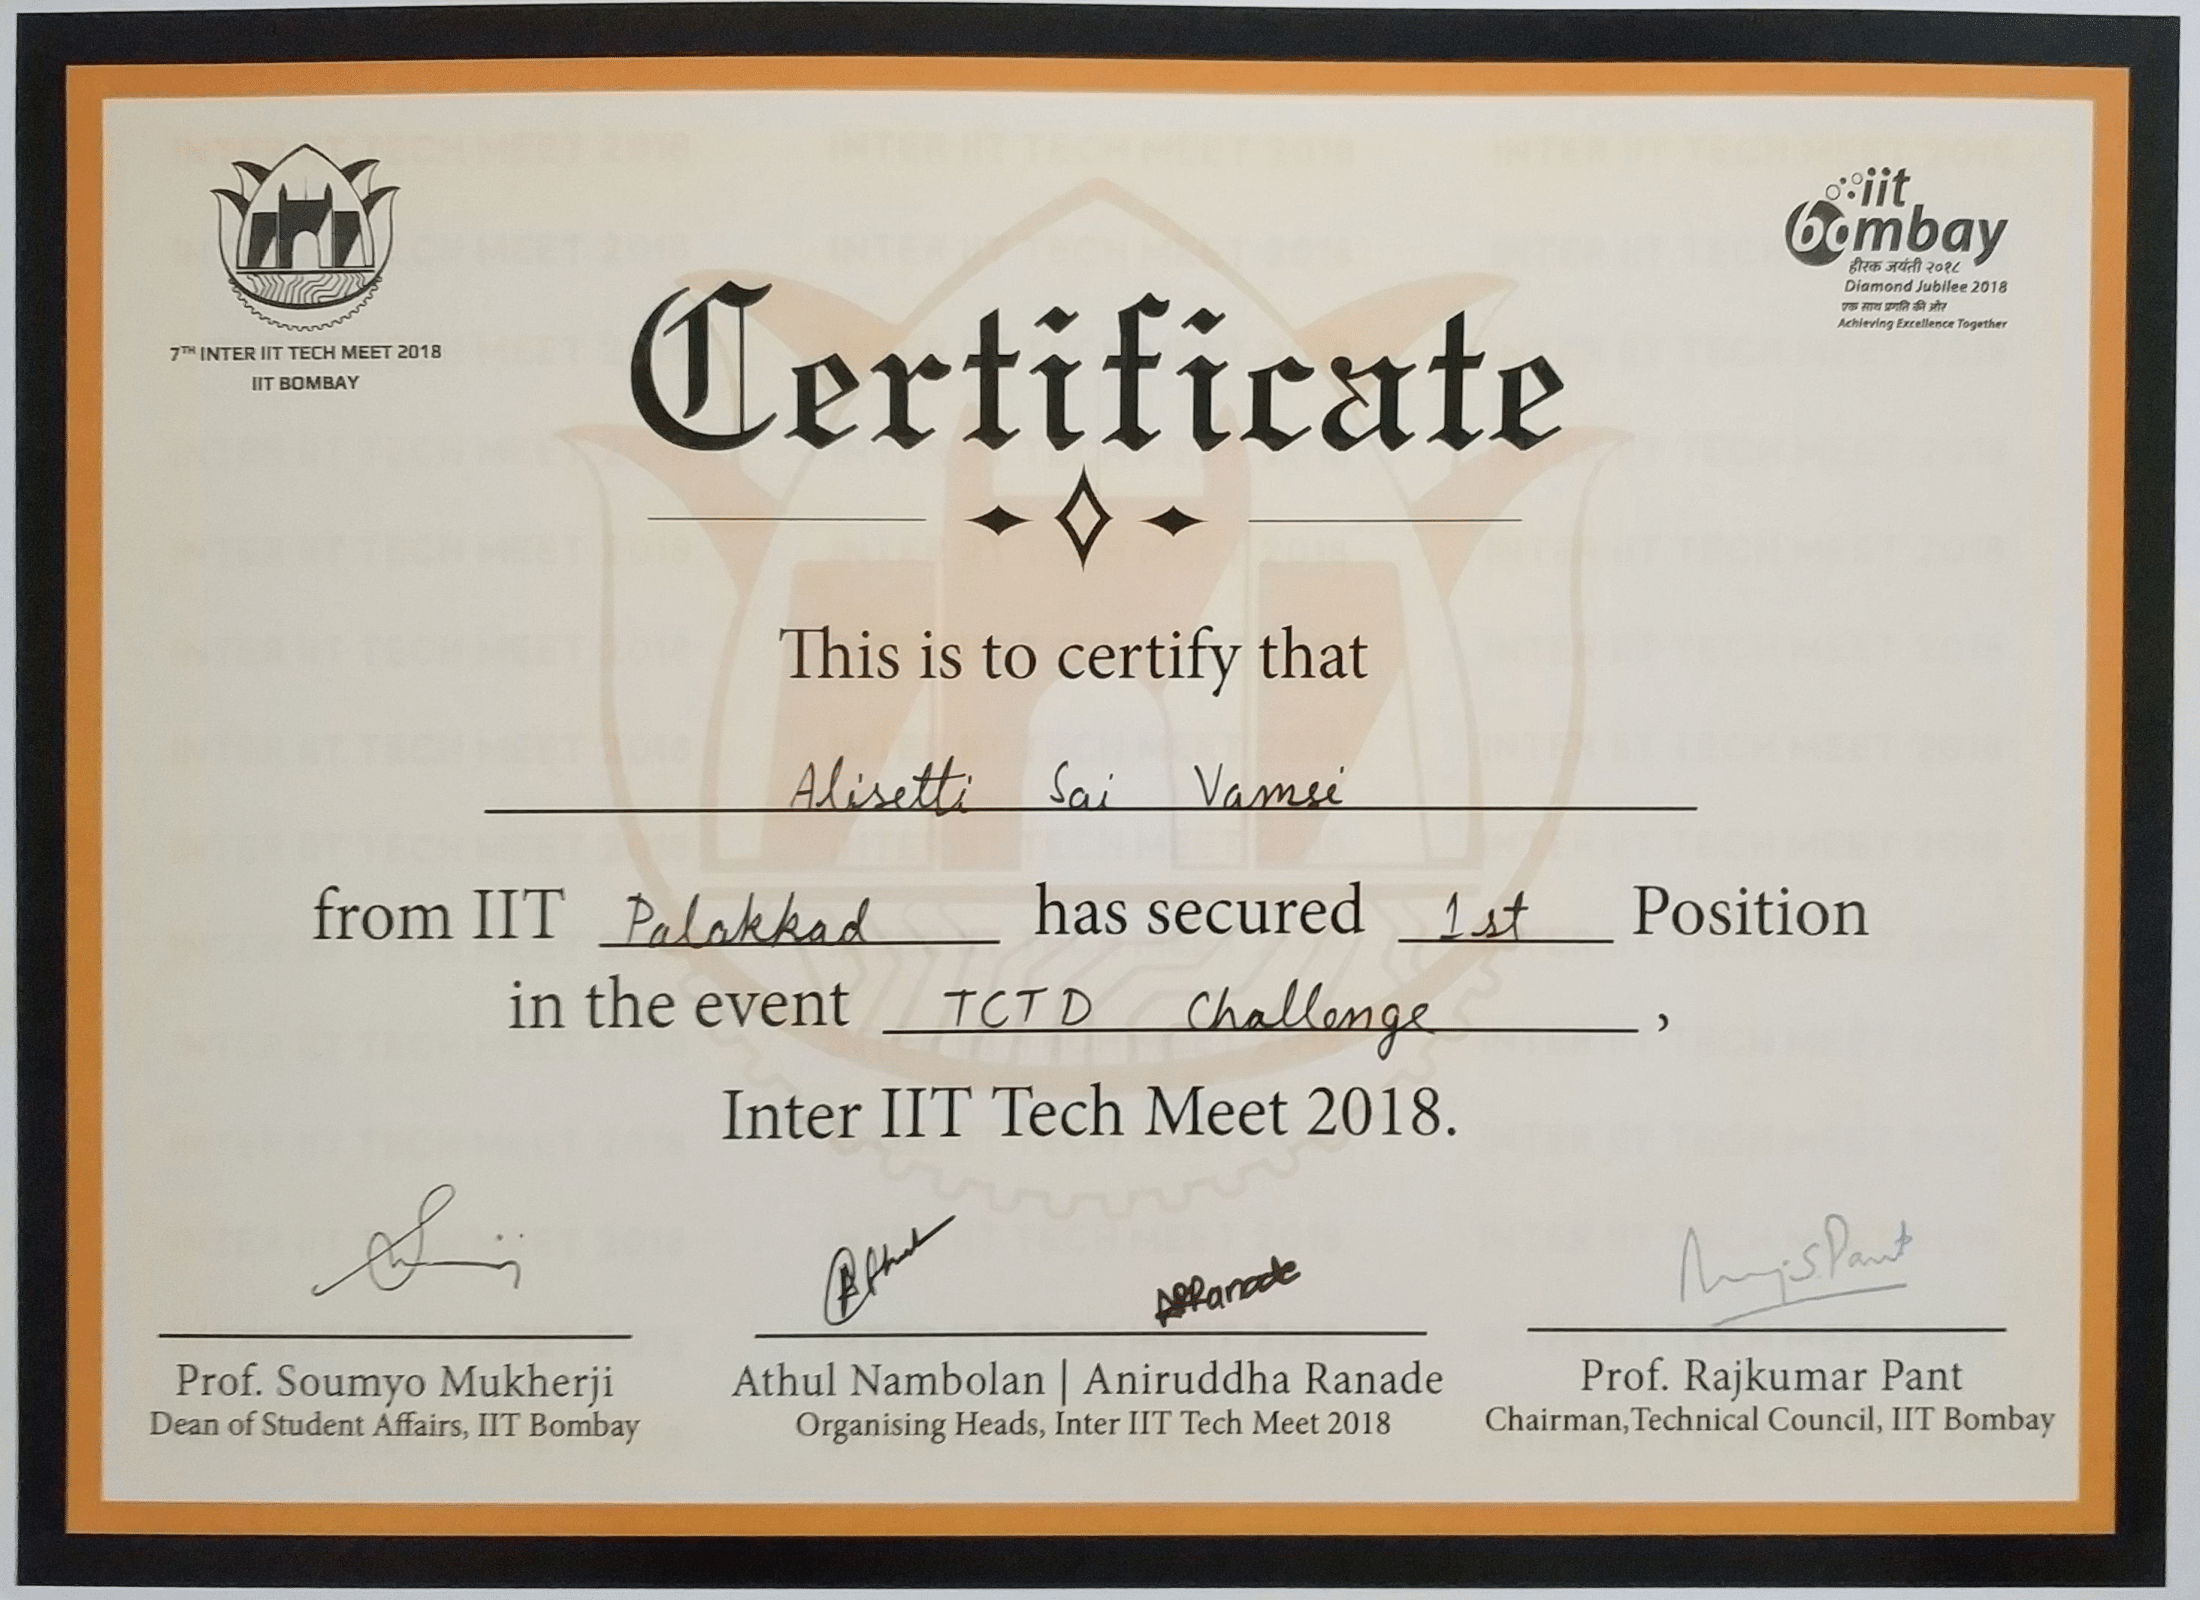 7TH INTER IIT TECH MEET 2018
IIT BOMBAY
iit
bombay
हीरक जयंती २०१८
Diamond Jubilee 2018
एक साथ प्रगति की ओर
Achieving Excellence Together
Certificate
This is to certify that
Alisetti Sai Vamsi
from IIT Palakkad has secured 1st Position
in the event TCTD Challenge,
Inter IIT Tech Meet 2018.
Prof. Soumyo Mukherji
Dean of Student Affairs, IIT Bombay
Athul Nambolan | Aniruddha Ranade
Organising Heads, Inter IIT Tech Meet 2018
Prof. Rajkumar Pant
Chairman, Technical Council, IIT Bombay